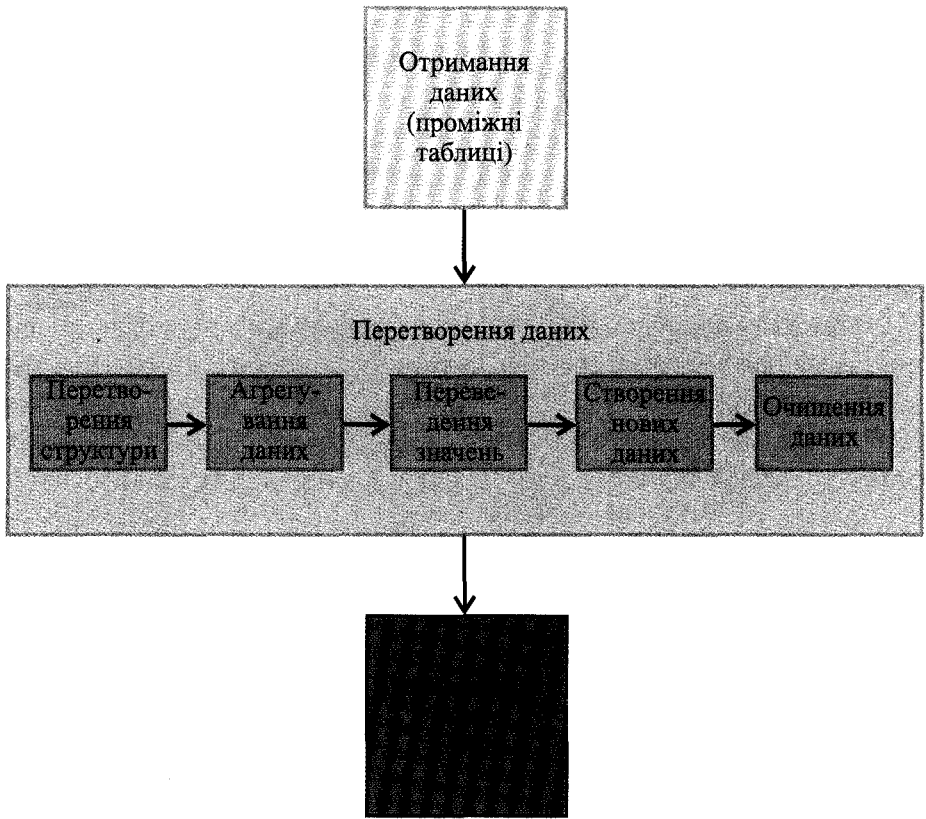 Отримання
даних
(проміжні
таблиці)
Перетворення даних
Перетво-
рення
структури
Агрегу-
вання
даних
Переве-
дення
значень
Створення
нових
даних
Очищення
даних